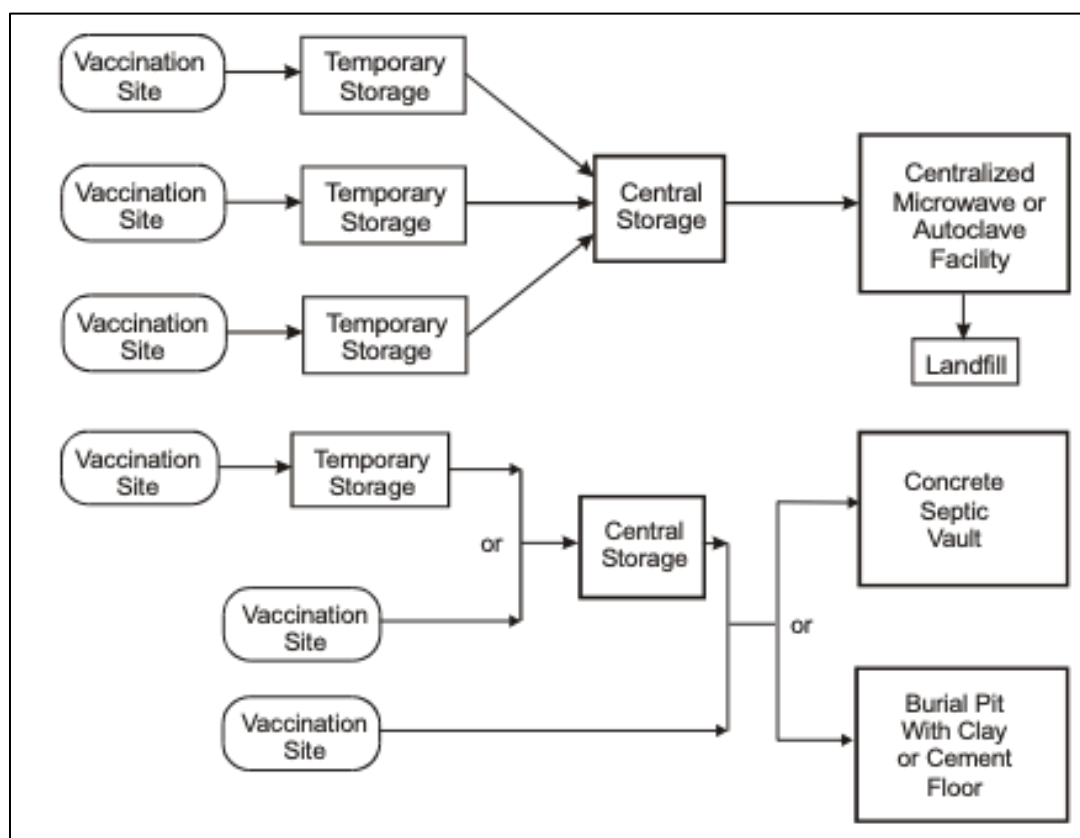 Vaccination
Site
Temporary
Storage
Vaccination
Site
Temporary
Storage
Vaccination
Site
Temporary
Storage
Central
Storage
Centralized
Microwave or
Autoclave
Facility
Landfill
Vaccination
Site
Temporary
Storage
or
Vaccination
Site
Central
Storage
Vaccination
Site
or
Concrete
Septic
Vault
Burial Pit
With Clay
or Cement
Floor